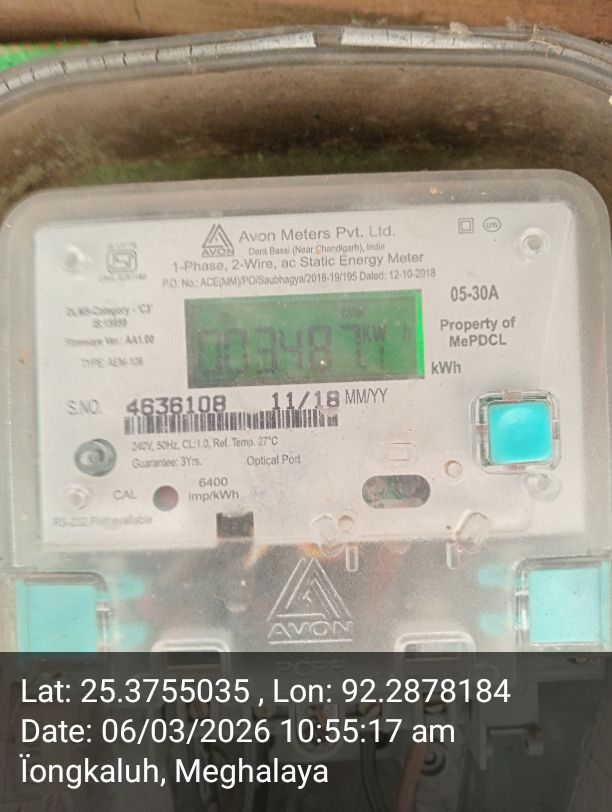 AVON
Avon Meters Pvt. Ltd.
Dera Bassi (Near Chandigarh), India
1-Phase, 2-Wire, ac Static Energy Meter
P.O. No.: ACE(MM)/PO/Saubhagya/2018-19/195 Dated: 12-10-2018
DLMS-Category - 'C3'
IS:15959
Firmware Ver.: AA1.00
TYPE: AEM-106
05-30A
Property of
MePDCL
KW h
kWh
S.NO. 4636108 11/18 MM/YY
240V, 50Hz, CL:1.0, Ref. Temp. 27°C
Guarantee: 3Yrs. Optical Port
CAL
6400
imp/kWh
RS-232 Port available
AVON
Lat: 25.3755035 , Lon: 92.2878184
Date: 06/03/2026 10:55:17 am
Ïongkaluh, Meghalaya